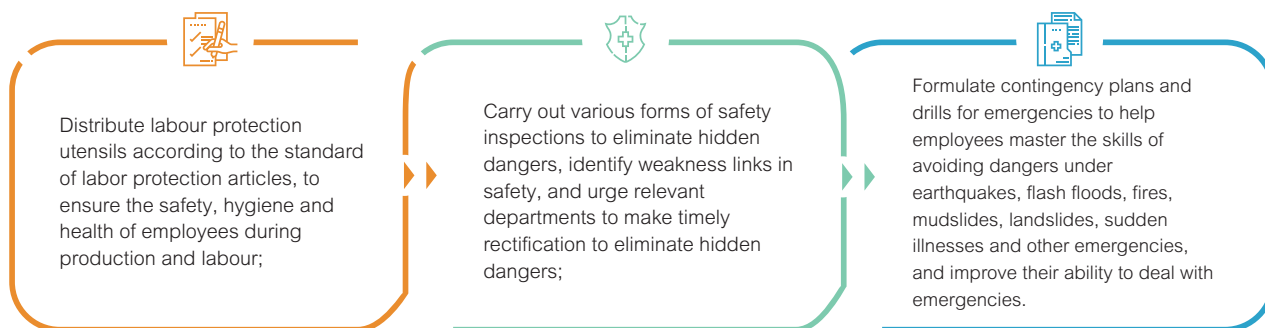 Distribute labour protection
utensils according to the standard
of labor protection articles, to
ensure the safety, hygiene and
health of employees during
production and labour;
Carry out various forms of safety
inspections to eliminate hidden
dangers, identify weakness links in
safety, and urge relevant
departments to make timely
rectification to eliminate hidden
dangers;
Formulate contingency plans and
drills for emergencies to help
employees master the skills of
avoiding dangers under
earthquakes, flash floods, fires,
mudslides, landslides, sudden
illnesses and other emergencies,
and improve their ability to deal with
emergencies.